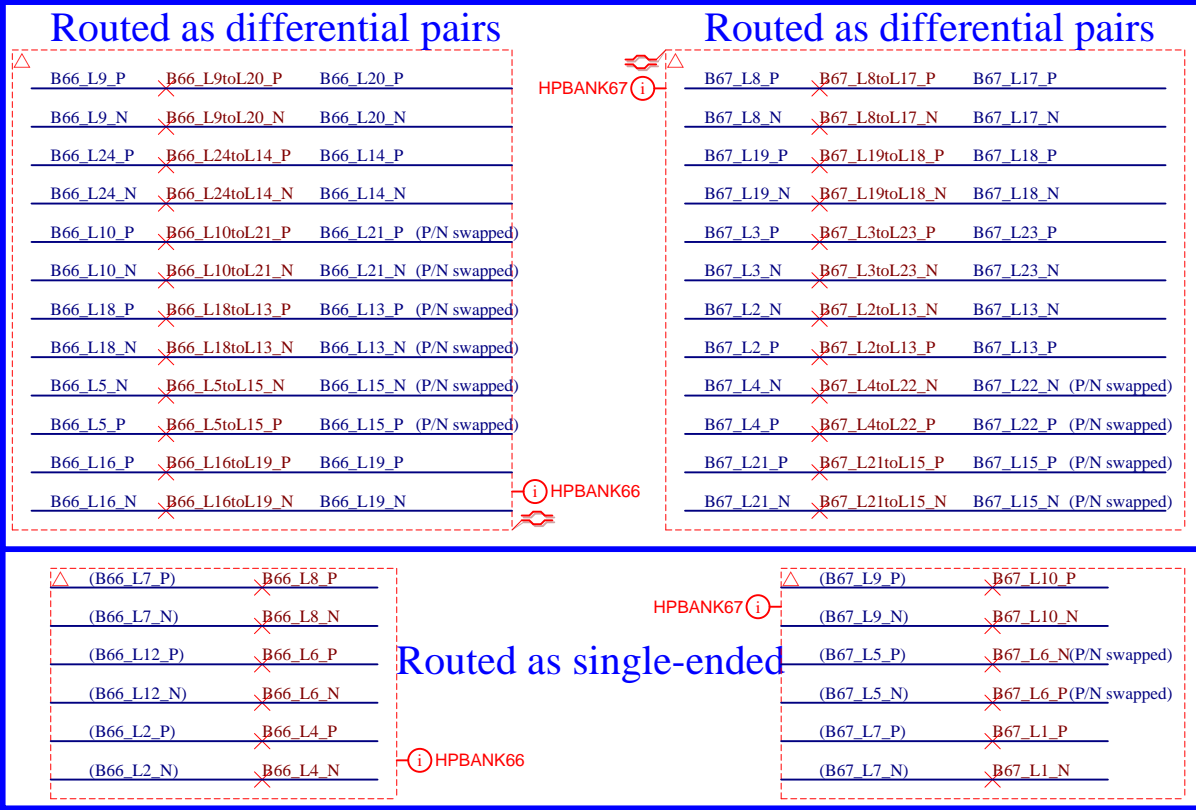 Routed as differential pairs
B66_L9_P B66_L9toL20_P B66_L20_P
B66_L9_N B66_L9toL20_N B66_L20_N
B66_L24_P B66_L24toL14_P B66_L14_P
B66_L24_N B66_L24toL14_N B66_L14_N
B66_L10_P B66_L10toL21_P B66_L21_P (P/N swapped)
B66_L10_N B66_L10toL21_N B66_L21_N (P/N swapped)
B66_L18_P B66_L18toL13_P B66_L13_P (P/N swapped)
B66_L18_N B66_L18toL13_N B66_L13_N (P/N swapped)
B66_L5_N B66_L5toL15_N B66_L15_N (P/N swapped)
B66_L5_P B66_L5toL15_P B66_L15_P (P/N swapped)
B66_L16_P B66_L16toL19_P B66_L19_P
B66_L16_N B66_L16toL19_N B66_L19_N
i HPBANK66
Routed as differential pairs
HPBANK67 i
B67_L8_P B67_L8toL17_P B67_L17_P
B67_L8_N B67_L8toL17_N B67_L17_N
B67_L19_P B67_L19toL18_P B67_L18_P
B67_L19_N B67_L19toL18_N B67_L18_N
B67_L3_P B67_L3toL23_P B67_L23_P
B67_L3_N B67_L3toL23_N B67_L23_N
B67_L2_N B67_L2toL13_N B67_L13_N
B67_L2_P B67_L2toL13_P B67_L13_P
B67_L4_N B67_L4toL22_N B67_L22_N (P/N swapped)
B67_L4_P B67_L4toL22_P B67_L22_P (P/N swapped)
B67_L21_P B67_L21toL15_P B67_L15_P (P/N swapped)
B67_L21_N B67_L21toL15_N B67_L15_N (P/N swapped)
Routed as single-ended
(B66_L7_P) B66_L8_P
(B66_L7_N) B66_L8_N
(B66_L12_P) B66_L6_P
(B66_L12_N) B66_L6_N
(B66_L2_P) B66_L4_P
(B66_L2_N) B66_L4_N
i HPBANK66
HPBANK67 i
(B67_L9_P) B67_L10_P
(B67_L9_N) B67_L10_N
(B67_L5_P) B67_L6_N(P/N swapped)
(B67_L5_N) B67_L6_P(P/N swapped)
(B67_L7_P) B67_L1_P
(B67_L7_N) B67_L1_N